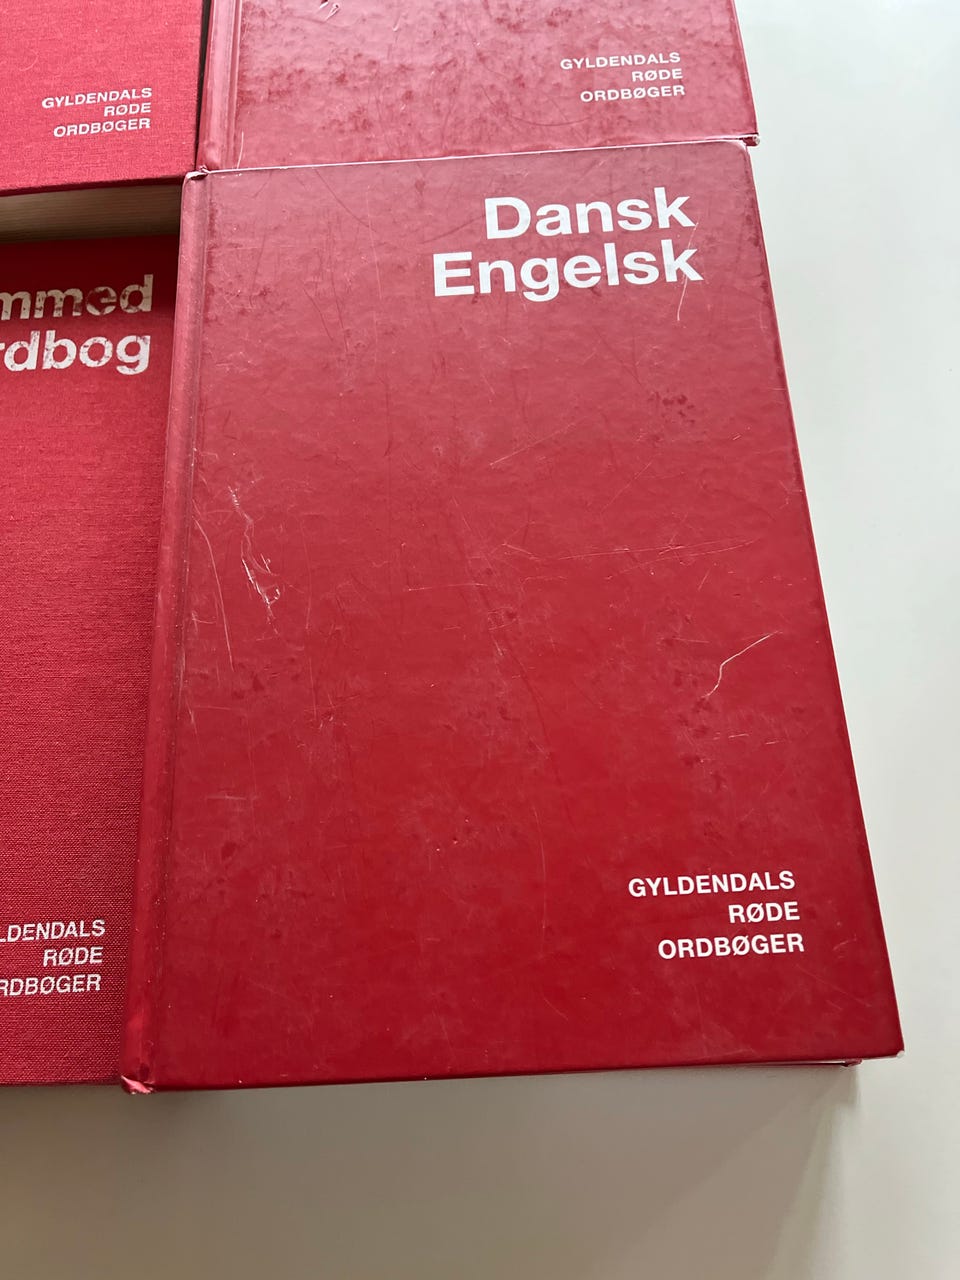 GYLDENDALS
RØDE
ORDBØGER
GYLDENDALS
RØDE
ORDBØGER
Dansk
Engelsk
GYLDENDALS
RØDE
ORDBØGER
mmed
rdbog
LDENDALS
RØDE
RDBØGER